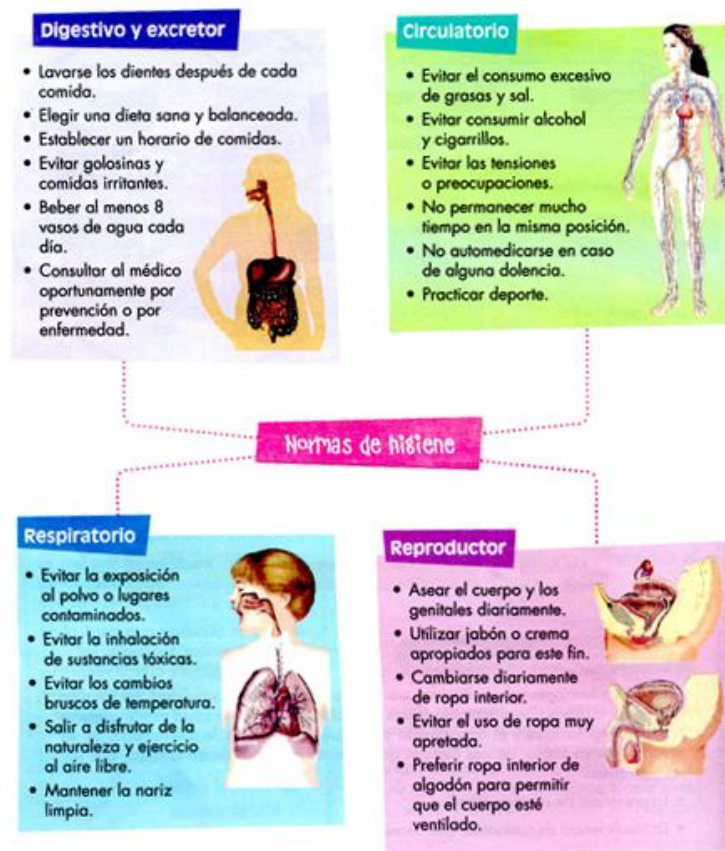 Digestivo y excretor
• Lavarse los dientes después de cada
comida.
• Elegir una dieta sana y balanceada.
• Establecer un horario de comidas.
• Evitar golosinas y
comidas irritantes.
• Beber al menos 8
vasos de agua cada
día.
• Consultar al médico
oportunamente por
prevención o por
enfermedad.
Circulatorio
• Evitar el consumo excesivo
de grasas y sal.
• Evitar consumir alcohol
y cigarrillos.
• Evitar las tensiones
o preocupaciones.
• No permanecer mucho
tiempo en la misma posición.
• No automedicarse en caso
de alguna dolencia.
• Practicar deporte.
Normas de higiene
Respiratorio
• Evitar la exposición
al polvo o lugares
contaminados.
• Evitar la inhalación
de sustancias tóxicas.
• Evitar los cambios
bruscos de temperatura.
• Salir a disfrutar de la
naturaleza y ejercicio
al aire libre.
• Mantener la nariz
limpia.
Reproductor
• Asear el cuerpo y los
genitales diariamente.
• Utilizar jabón o crema
apropiados para este fin.
• Cambiarse diariamente
de ropa interior.
• Evitar el uso de ropa muy
apretada.
• Preferir ropa interior de
algodón para permitir
que el cuerpo esté
ventilado.